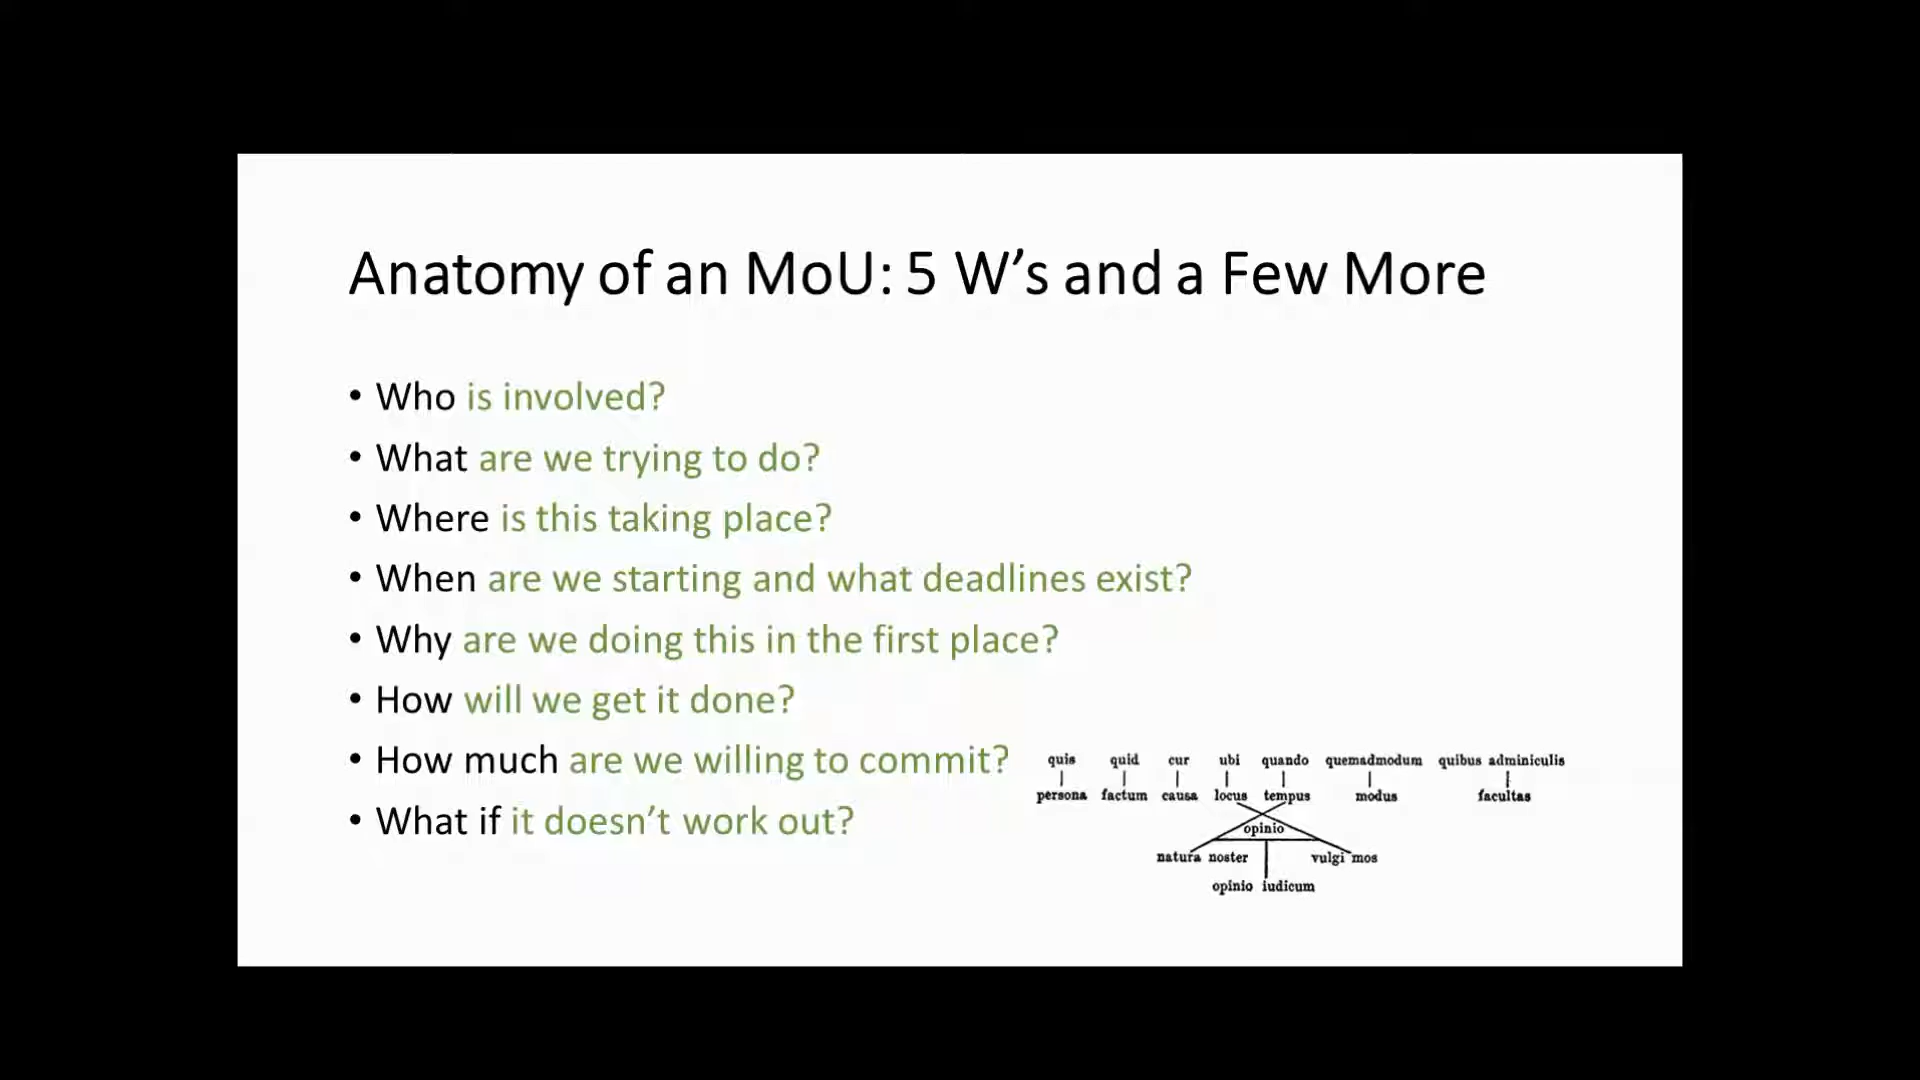 Anatomy of an MoU: 5 W’s and a Few More
• Who is involved?
• What are we trying to do?
• Where is this taking place?
• When are we starting and what deadlines exist?
• Why are we doing this in the first place?
• How will we get it done?
• How much are we willing to commit?
• What if it doesn’t work out?
quis quid cur ubi quando quemadmodum quibus adminiculis
persona factum causa locus tempus modus facultas
opinio
natura noster vulgi mos
opinio iudicum